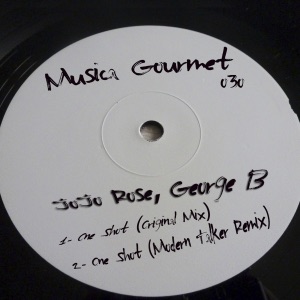 Musica Gourmet
030
JoJo Rose, George B
1- One Shot (Original Mix)
2- One Shot (Modern Talker Remix)